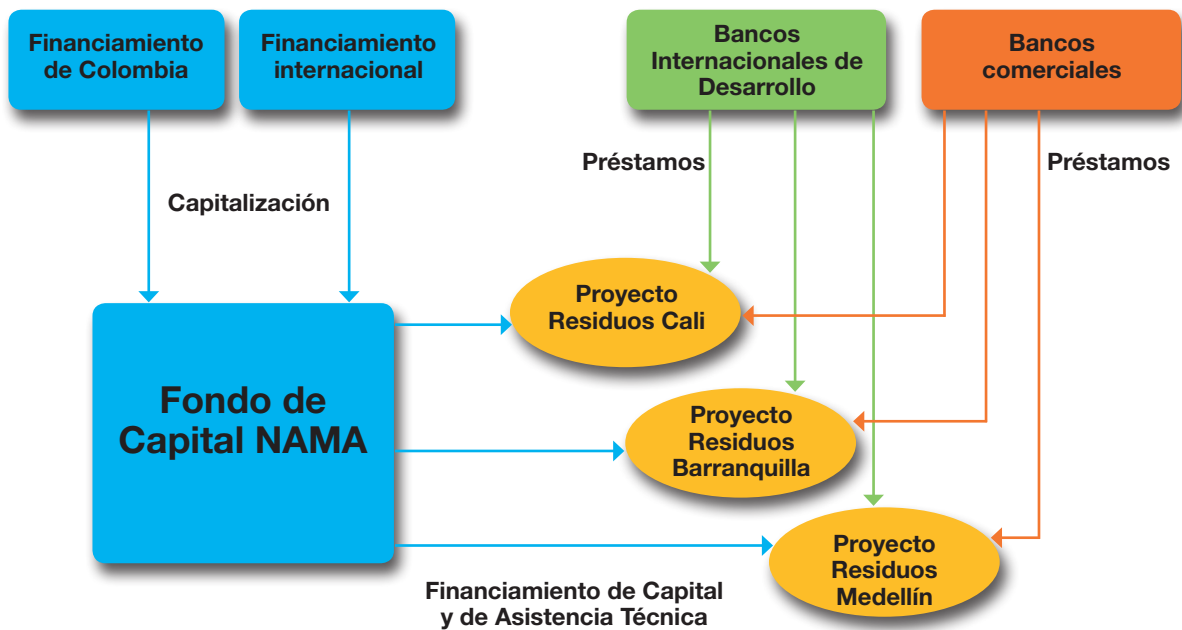 Financiamiento
de Colombia
Financiamiento
internacional
Bancos
Internacionales de
Desarrollo
Bancos
comerciales
Préstamos
Préstamos
Capitalización
Proyecto
Residuos Cali
Fondo de
Capital NAMA
Proyecto
Residuos
Barranquilla
Proyecto
Residuos
Medellín
Financiamiento de Capital
y de Asistencia Técnica